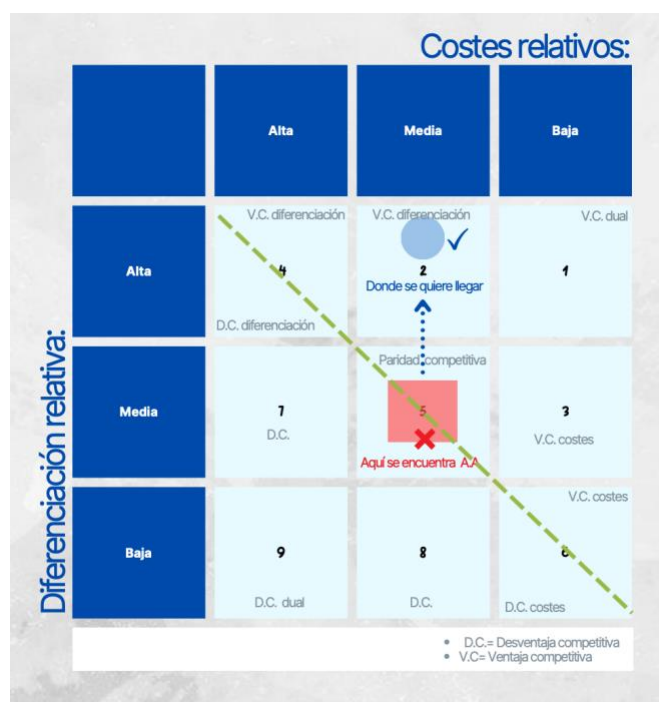 Costes relativos:
Alta
Media
Baja
Diferenciación relativa:
Alta
V.C. diferenciación
4
D.C. diferenciación
V.C. diferenciación
2
Donde se quiere llegar
V.C. dual
1
Media
7
D.C.
Paridad competitiva
5
Aquí se encuentra A.A
3
V.C. costes
Baja
9
D.C. dual
8
D.C.
V.C. costes
6
D.C. costes
D.C.= Desventaja competitiva
V.C= Ventaja competitiva